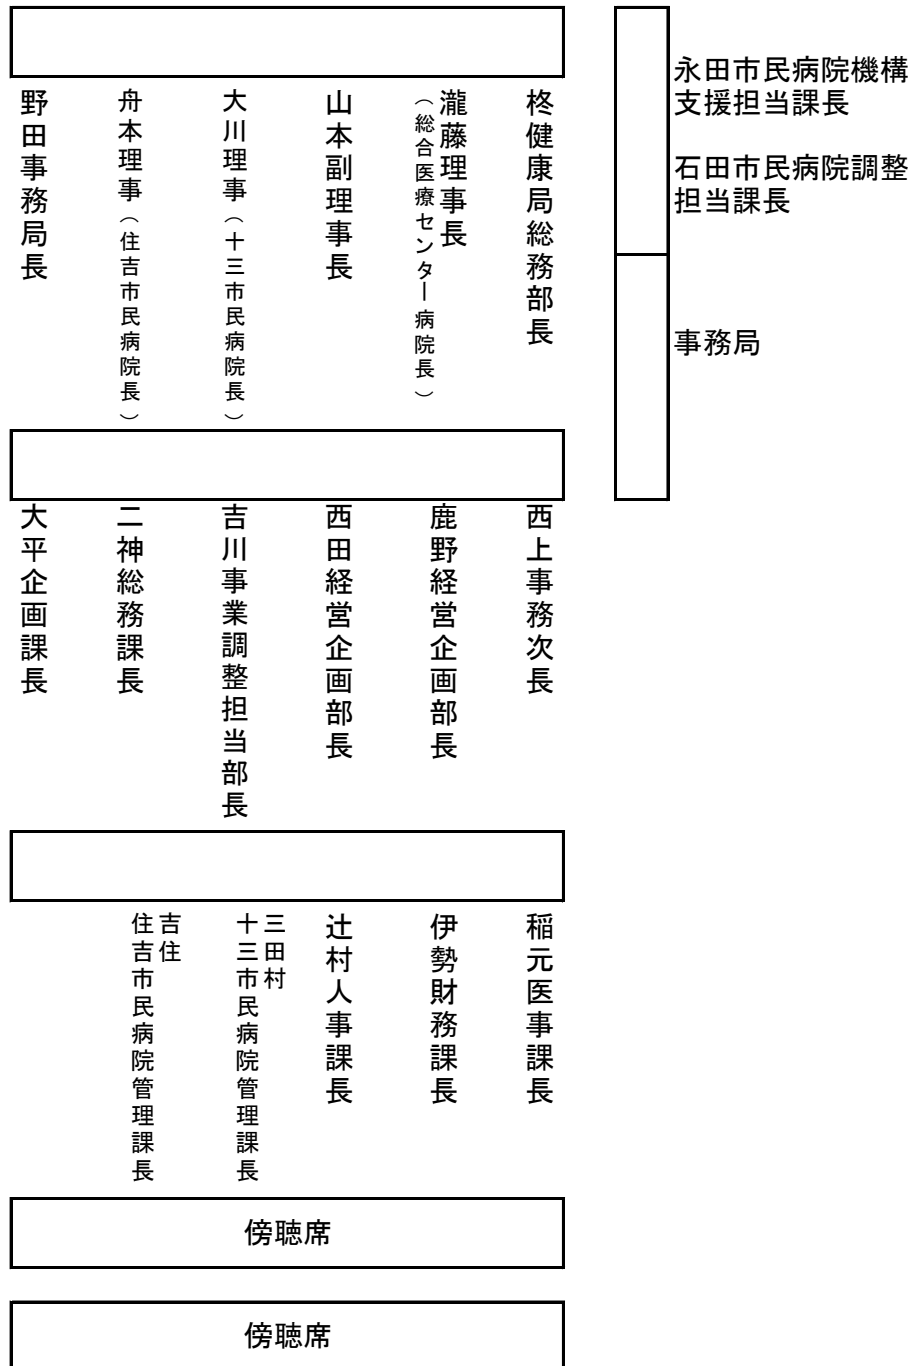 柊健康局総務部長
瀧藤理事長
（総合医療センター病院長）
山本副理事長
大川理事（十三市民病院長）
舟本理事（住吉市民病院長）
野田事務局長
永田市民病院機構
支援担当課長
石田市民病院調整
担当課長
事務局
西上事務次長
鹿野経営企画部長
西田経営企画部長
吉川事業調整担当部長
二神総務課長
大平企画課長
稲元医事課長
伊勢財務課長
辻村人事課長
三田村
十三市民病院管理課長
吉住
住吉市民病院管理課長
傍聴席
傍聴席